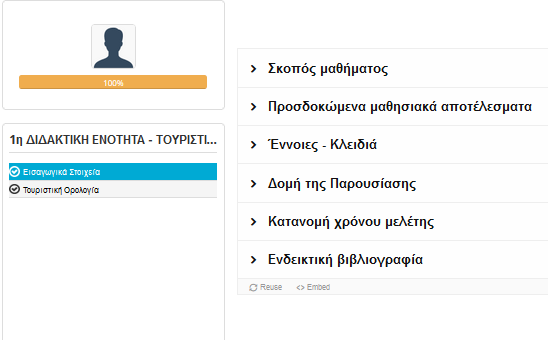 100%
1η ΔΙΔΑΚΤΙΚΗ ΕΝΟΤΗΤΑ - ΤΟΥΡΙΣΤΙ...
Εισαγωγικά Στοιχεία
Τουριστική Ορολογία
Σκοπός μαθήματος
Προσδοκώμενα μαθησιακά αποτέλεσματα
Έννοιες - Κλειδιά
Δομή της Παρουσίασης
Κατανομή χρόνου μελέτης
Ενδεικτική βιβλιογραφία
Reuse <> Embed